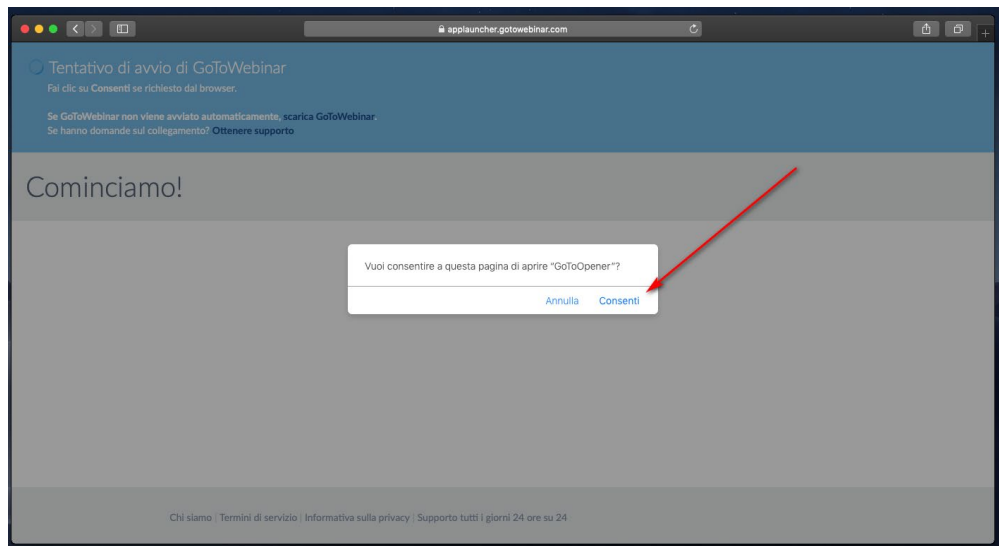 applauncher.gotowebinar.com
Tentativo di avvio di GoToWebinar
Fai clic su Consenti se richiesto dal browser.
Se GoToWebinar non viene avviato automaticamente, scarica GoToWebinar.
Se hanno domande sul collegamento? Ottenere supporto
Cominciamo!
Vuoi consentire a questa pagina di aprire "GoToOpener"?
Annulla Consenti
Chi siamo | Termini di servizio | Informativa sulla privacy | Supporto tutti i giorni 24 ore su 24